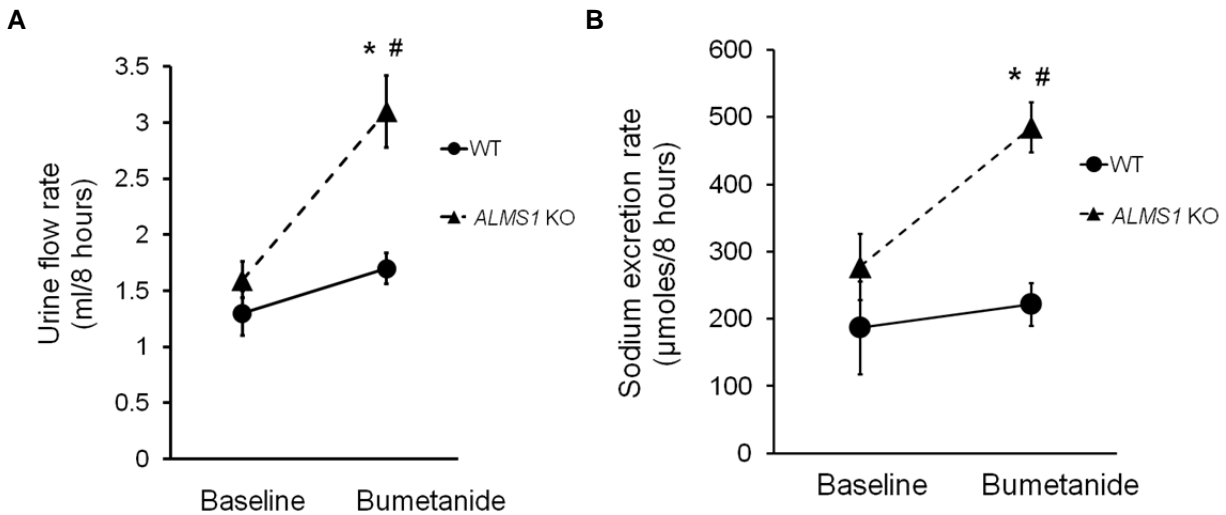 A
Urine flow rate
(ml/8 hours)
3.5
3
2.5
2
1.5
1
0.5
0
* #
WT
ALMS1 KO
Baseline
Bumetanide
B
Sodium excretion rate
(µmoles/8 hours)
600
500
400
300
200
100
0
* #
WT
ALMS1 KO
Baseline
Bumetanide